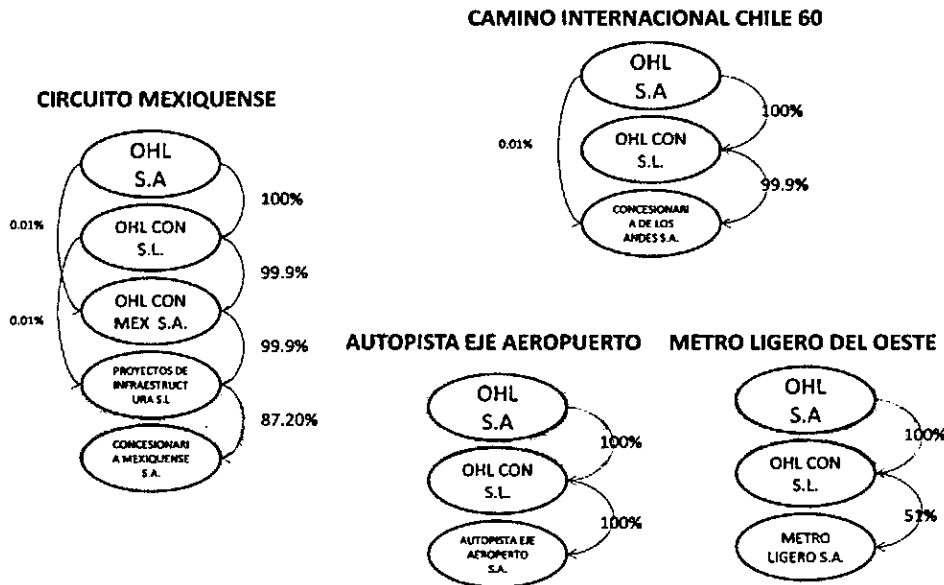 CAMINO INTERNACIONAL CHILE 60
OHL
S.A
100%
0.01%
OHL CON
S.L.
99.9%
CONCESIONARI
A DE LOS
ANDES S.A.
CIRCUITO MEXIQUENSE
OHL
S.A
100%
0.01%
OHL CON
S.L.
99.9%
OHL CON
MEX S.A.
0.01%
99.9%
PROYECTOS DE
INFRAESTRUCT
URA S.L
87.20%
CONCESIONARI
A MEXIQUENSE
S.A.
AUTOPISTA EJE AEROPUERTO
OHL
S.A
100%
OHL CON
S.L.
100%
AUTOPISTA EJE
AEROPERTO
S.A.
METRO LIGERO DEL OESTE
OHL
S.A
100%
OHL CON
S.L.
51%
METRO
LIGERO S.A.